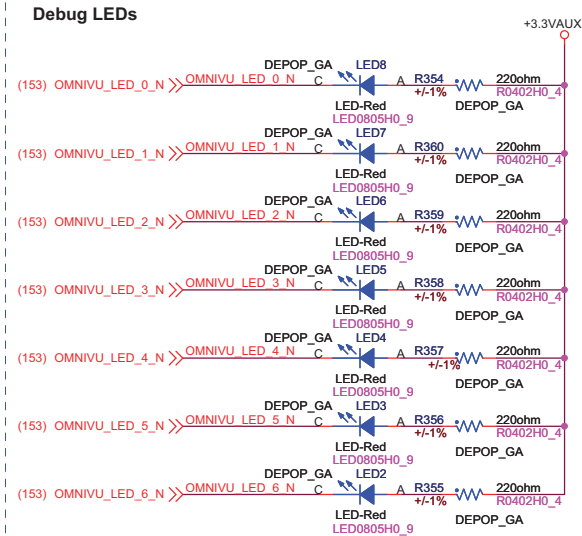 Debug LEDs
+3.3VAUX
DEPOP_GA LED8
(153) OMNIVU_LED_0_N OMNIVU_LED_0_N C A R354 220ohm
+/-1% R0402H0_4
LED-Red DEPOP_GA
LED0805H0_9
DEPOP_GA LED7
(153) OMNIVU_LED_1_N OMNIVU_LED_1_N C A R360 220ohm
+/-1% R0402H0_4
LED-Red DEPOP_GA
LED0805H0_9
DEPOP_GA LED6
(153) OMNIVU_LED_2_N OMNIVU_LED_2_N C A R359 220ohm
+/-1% R0402H0_4
LED-Red DEPOP_GA
LED0805H0_9
DEPOP_GA LED5
(153) OMNIVU_LED_3_N OMNIVU_LED_3_N C A R358 220ohm
+/-1% R0402H0_4
LED-Red DEPOP_GA
LED0805H0_9
DEPOP_GA LED4
(153) OMNIVU_LED_4_N OMNIVU_LED_4_N C A R357 220ohm
+/-1% R0402H0_4
LED-Red DEPOP_GA
LED0805H0_9
DEPOP_GA LED3
(153) OMNIVU_LED_5_N OMNIVU_LED_5_N C A R356 220ohm
+/-1% R0402H0_4
LED-Red DEPOP_GA
LED0805H0_9
DEPOP_GA LED2
(153) OMNIVU_LED_6_N OMNIVU_LED_6_N C A R355 220ohm
+/-1% R0402H0_4
LED-Red DEPOP_GA
LED0805H0_9